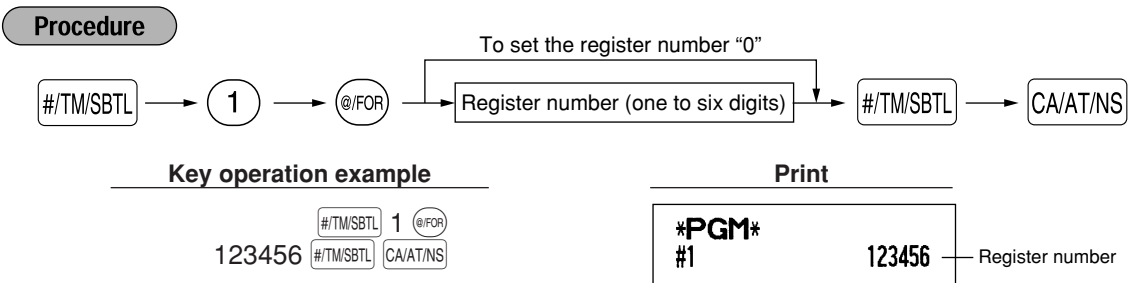 Procedure
To set the register number “0”
#/TM/SBTL 1 @/FOR Register number (one to six digits) #/TM/SBTL CA/AT/NS
Key operation example
#/TM/SBTL 1 @/FOR
123456 #/TM/SBTL CA/AT/NS
Print
*PGM*
#1 123456 Register number